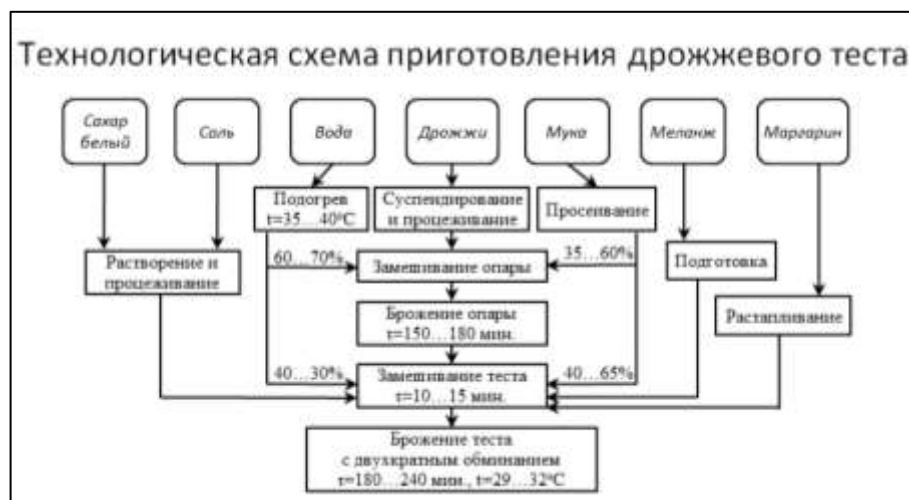 Технологическая схема приготовления дрожжевого теста
Сахар
белый
Соль
Вода
Дрожжи
Мука
Меланж
Маргарин
Подогрев
t=35…40°C
Суспендирование
и процеживание
Просеивание
60…70%
35…60%
Растворение и
процеживание
Замешивание опары
Подготовка
Брожение опары
τ=150…180 мин.
Растапливание
40…30%
40…65%
Замешивание теста
τ=10…15 мин.
Брожение теста
с двухкратным обминанием
τ=180…240 мин., t=29…32°C